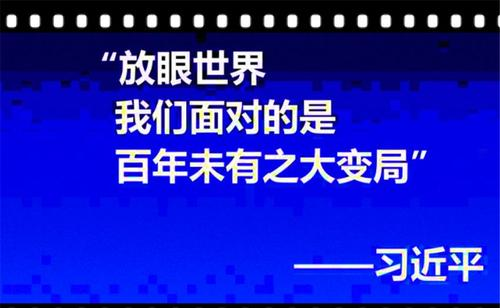 “放眼世界
我们面对的是
百年未有之大变局”
——习近平